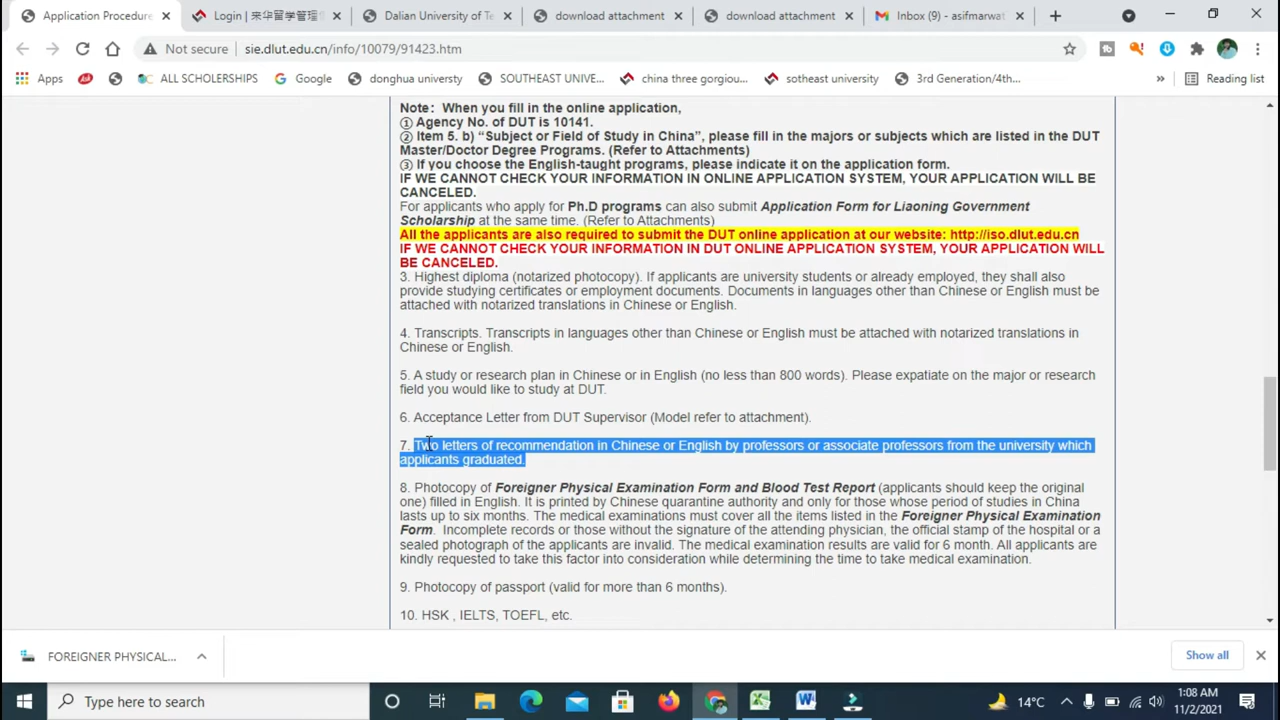 Application Procedure
Login | 来华留学管理
Dalian University of Te
download attachment
download attachment
Inbox (9) - asifmarwat
Not secure
sie.dlut.edu.cn/info/10079/91423.htm
Apps
ALL SCHOLARSHIPS
Google
donghua university
SOUTHEAST UNIVE...
china three gorgiou...
sotheast university
3rd Generation/4th...
»
Reading list
Note: When you fill in the online application,
① Agency No. of DUT is 10141.
② Item 5. b) “Subject or Field of Study in China”, please fill in the majors or subjects which are listed in the DUT
Master/Doctor Degree Programs. (Refer to Attachments)
③ If you choose the English-taught programs, please indicate it on the application form.
IF WE CANNOT CHECK YOUR INFORMATION IN ONLINE APPLICATION SYSTEM, YOUR APPLICATION WILL BE
CANCELED.
For applicants who apply for Ph.D programs can also submit Application Form for Liaoning Government
Scholarship at the same time. (Refer to Attachments)
All the applicants are also required to submit the DUT online application at our website: http://iso.dlut.edu.cn
IF WE CANNOT CHECK YOUR INFORMATION IN DUT ONLINE APPLICATION SYSTEM, YOUR APPLICATION WILL
BE CANCELED.
3. Highest diploma (notarized photocopy). If applicants are university students or already employed, they shall also
provide studying certificates or employment documents. Documents in languages other than Chinese or English must be
attached with notarized translations in Chinese or English.
4. Transcripts. Transcripts in languages other than Chinese or English must be attached with notarized translations in
Chinese or English.
5. A study or research plan in Chinese or in English (no less than 800 words). Please expatiate on the major or research
field you would like to study at DUT.
6. Acceptance Letter from DUT Supervisor (Model refer to attachment).
7. Two letters of recommendation in Chinese or English by professors or associate professors from the university which
applicants graduated.
8. Photocopy of Foreigner Physical Examination Form and Blood Test Report (applicants should keep the original
one) filled in English. It is printed by Chinese quarantine authority and only for those whose period of studies in China
lasts up to six months. The medical examinations must cover all the items listed in the Foreigner Physical Examination
Form. Incomplete records or those without the signature of the attending physician, the official stamp of the hospital or a
sealed photograph of the applicants are invalid. The medical examination results are valid for 6 month. All applicants are
kindly requested to take this factor into consideration while determining the time to take medical examination.
9. Photocopy of passport (valid for more than 6 months).
10. HSK , IELTS, TOEFL, etc.
FOREIGNER PHYSICAL....
Show all
Type here to search
14°C
1:08 AM
11/2/2021